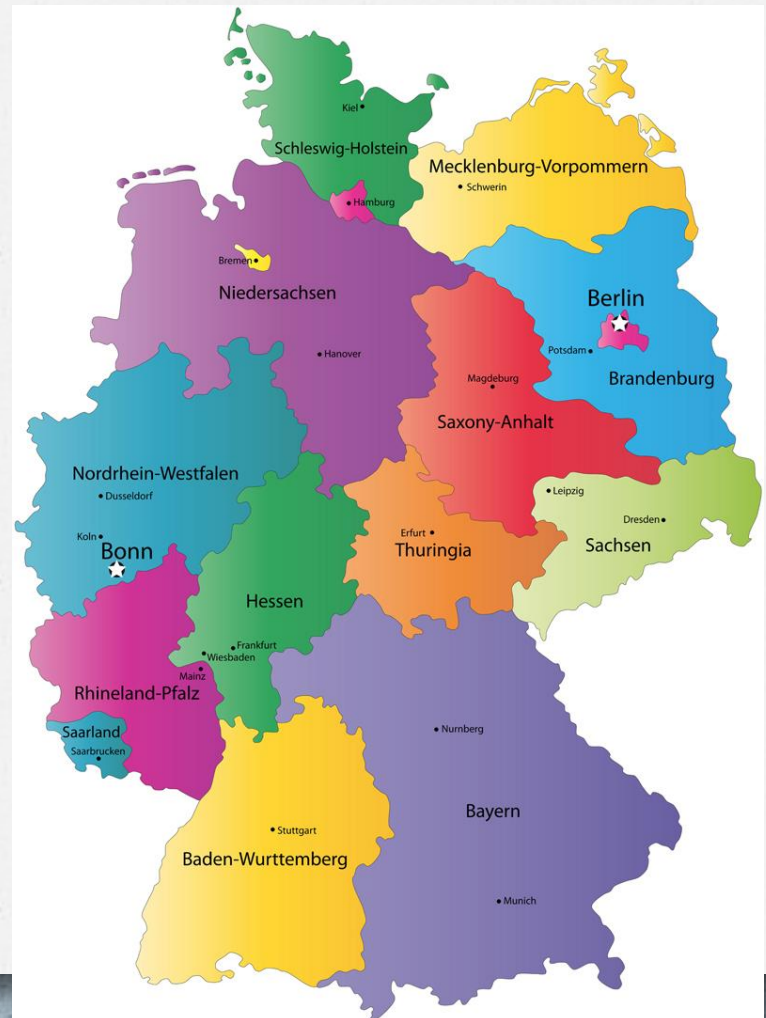 Kiel
Schleswig-Holstein
Mecklenburg-Vorpommern
Schwerin
Hamburg
Bremen
Niedersachsen
Berlin
Hanover
Potsdam
Magdeburg
Brandenburg
Saxony-Anhalt
Nordrhein-Westfalen
Dusseldorf
Leipzig
Dresden
Koln
Erfurt
Sachsen
Bonn
Thuringia
Hessen
Frankfurt
Wiesbaden
Mainz
Rhineland-Pfalz
Saarland
Saarbrucken
Nurnberg
Bayern
Stuttgart
Baden-Wurttemberg
Munich